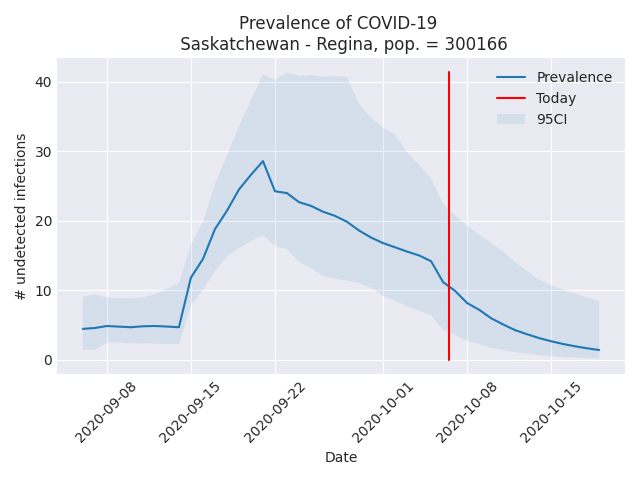 Prevalence of COVID-19
Saskatchewan - Regina, pop. = 300166
# undetected infections
40
30
20
10
0
Prevalence
Today
95CI
2020-09-08
2020-09-15
2020-09-22
2020-10-01
2020-10-08
2020-10-15
Date